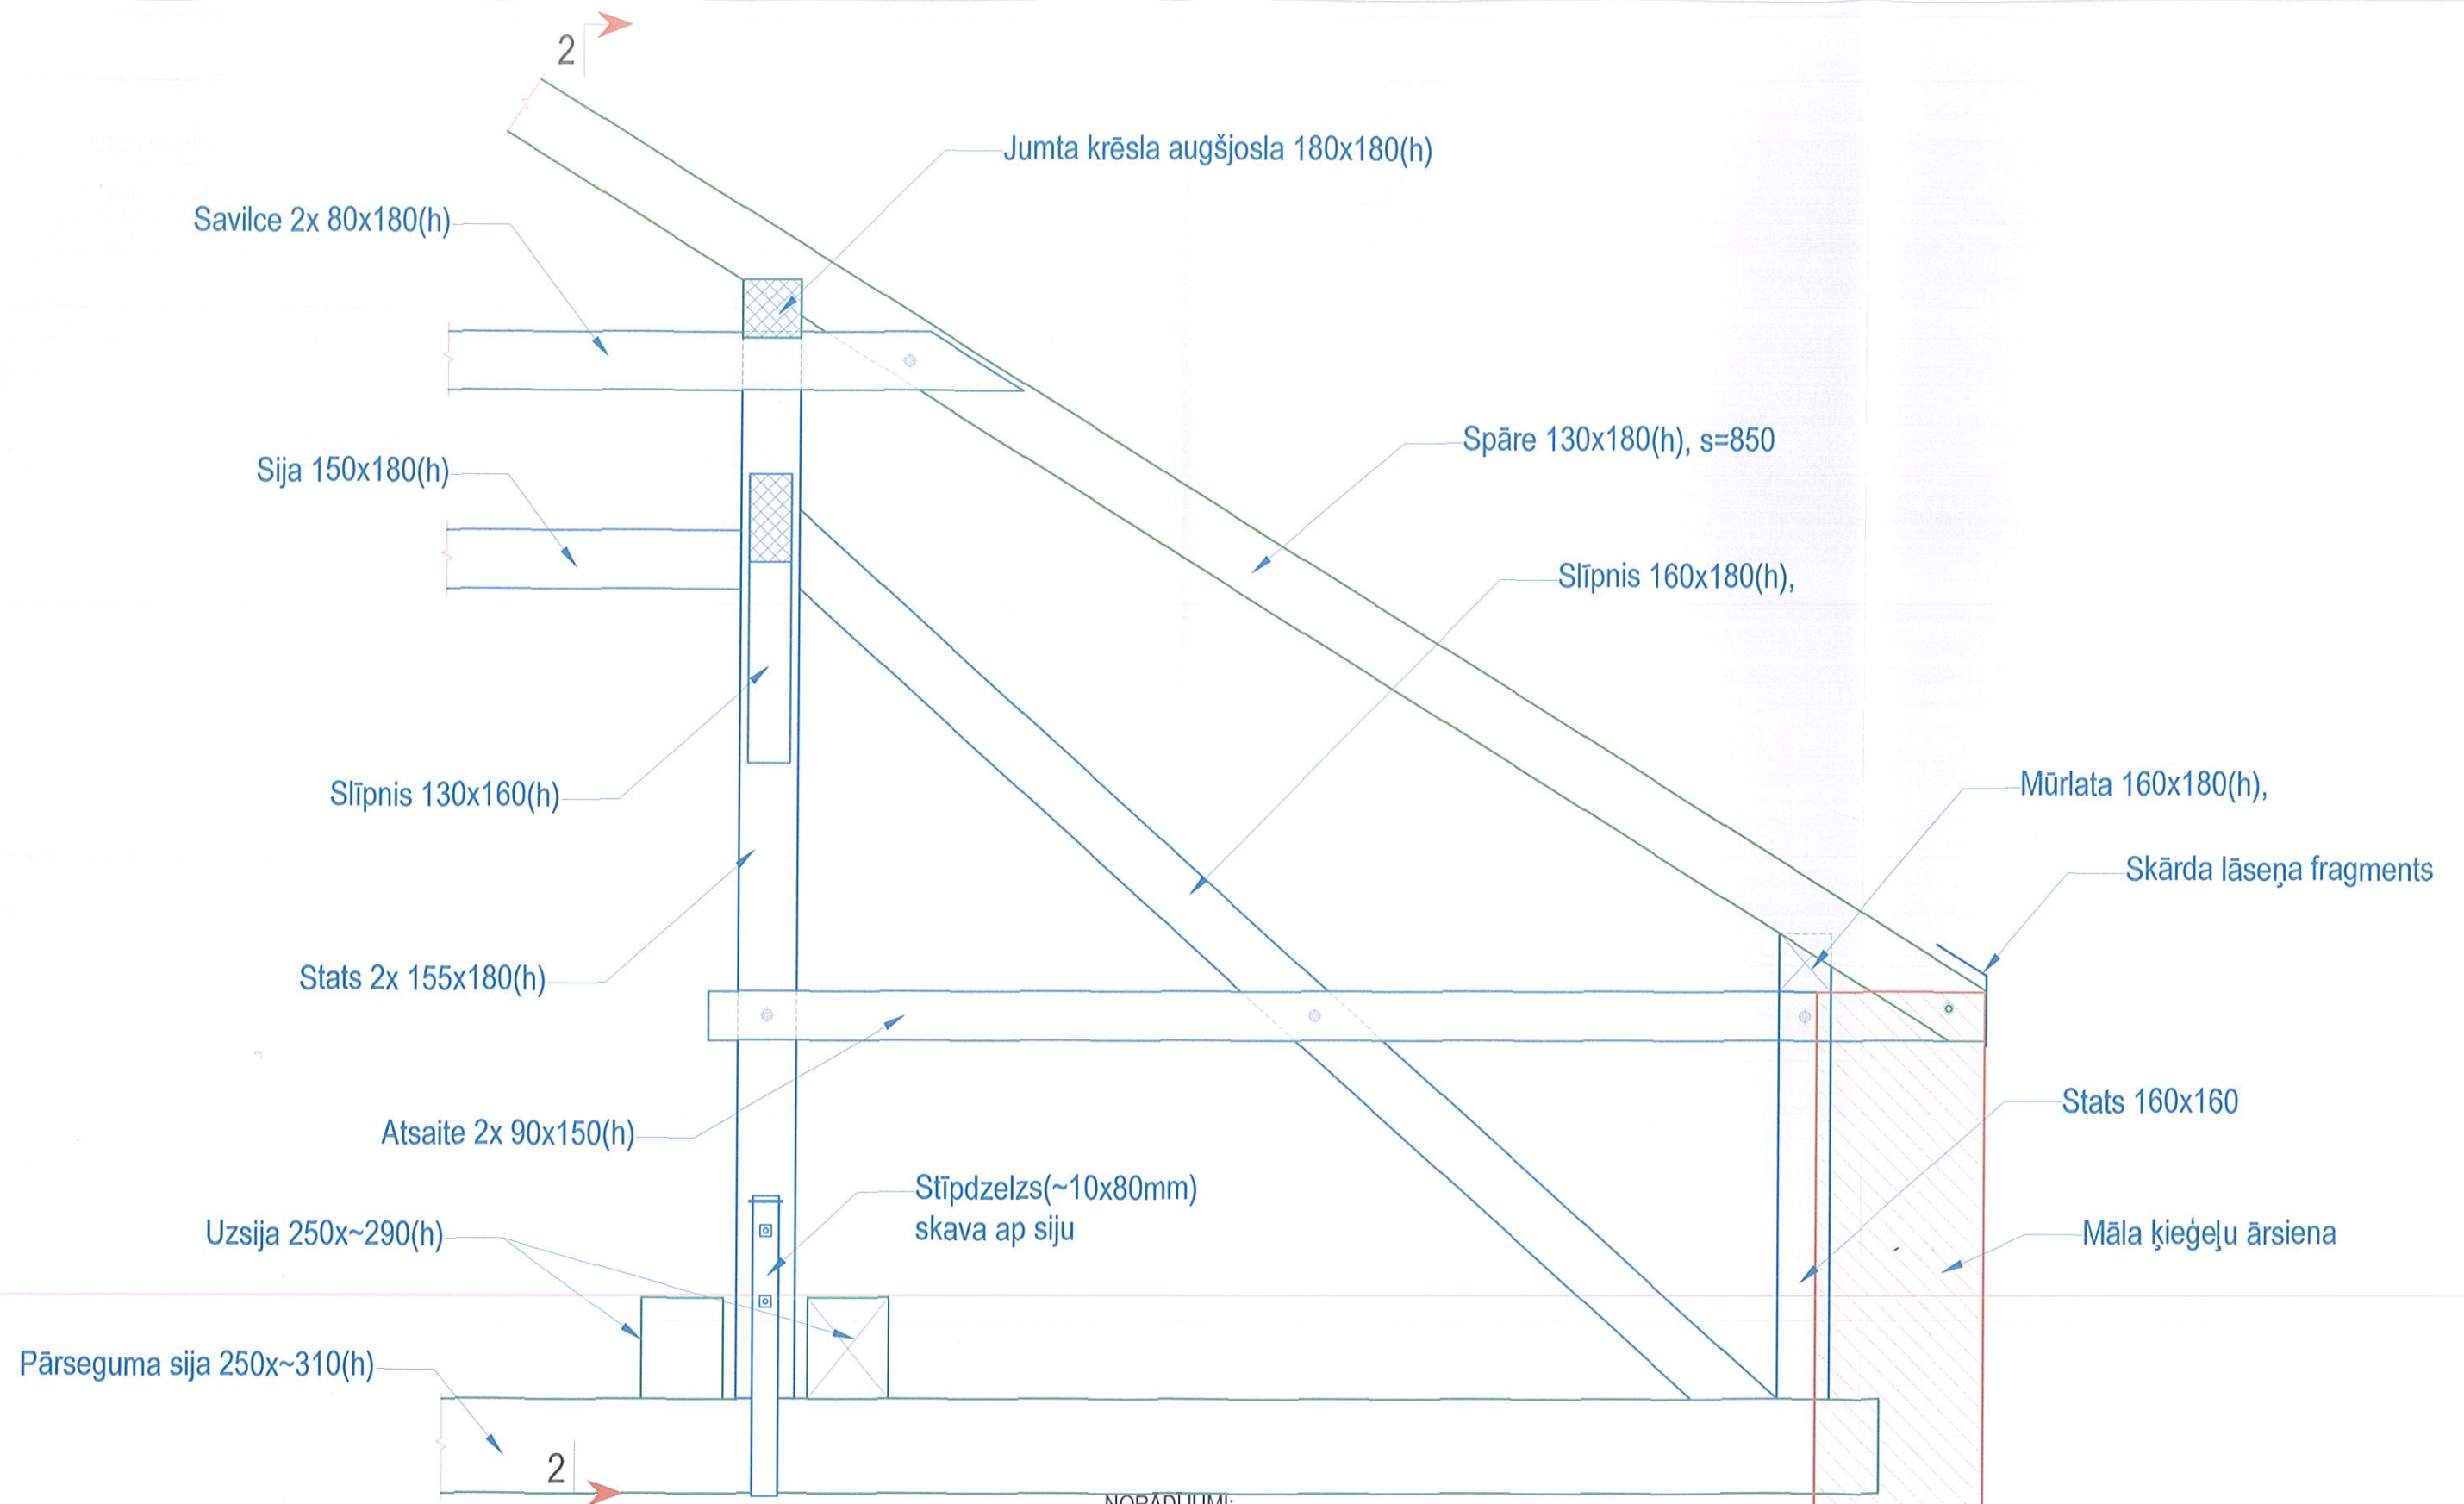 2
Jumta krēsla augšjosla 180x180(h)
Savilce 2x 80x180(h)
Spāre 130x180(h), s=850
Sija 150x180(h)
Slīpnis 160x180(h),
Slīpnis 130x160(h)
Mūrlata 160x180(h),
Skārda lāseņa fragments
Stats 2x 155x180(h)
Stats 160x160
Atsaite 2x 90x150(h)
Stīpdzelzs(~10x80mm)
skava ap siju
Uzsija 250x~290(h)
Māla ķieģeļu ārsiena
Pārseguma sija 250x~310(h)
2
NORĀDĪJUMI: